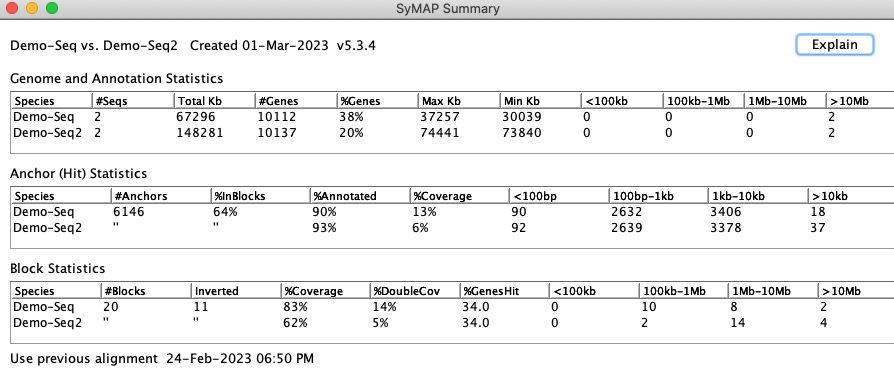 SyMAP Summary
Demo-Seq vs. Demo-Seq2 Created 01-Mar-2023 v5.3.4 Explain
Genome and Annotation Statistics
Species #Seqs Total Kb #Genes %Genes Max Kb Min Kb <100kb 100kb-1Mb 1Mb-10Mb >10Mb
Demo-Seq 2 67296 10112 38% 37257 30039 0 0 0 2
Demo-Seq2 2 148281 10137 20% 74441 73840 0 0 0 2
Anchor (Hit) Statistics
Species #Anchors %InBlocks %Annotated %Coverage <100bp 100bp-1kb 1kb-10kb >10kb
Demo-Seq 6146 64% 90% 13% 90 2632 3406 18
Demo-Seq2 " " 93% 6% 92 2639 3378 37
Block Statistics
Species #Blocks Inverted %Coverage %DoubleCov %GenesHit <100kb 100kb-1Mb 1Mb-10Mb >10Mb
Demo-Seq 20 11 83% 14% 34.0 0 10 8 2
Demo-Seq2 " " 62% 5% 34.0 0 2 14 4
Use previous alignment 24-Feb-2023 06:50 PM